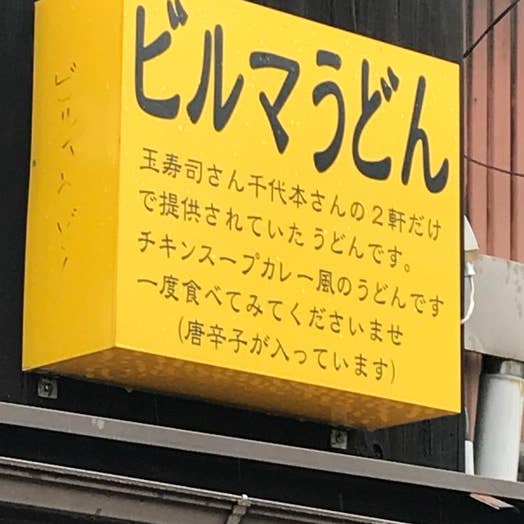 ビルマうどん
玉寿司さん千代本さんの2軒だけ
で提供されていたうどんです。
チキンスープカレー風のうどんです
一度食べてみてくださいませ
(唐辛子が入っています)